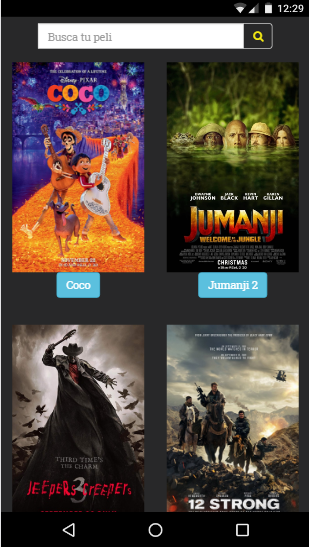 12:29
Busca tu peli
THE CELEBRATION OF A LIFETIME
Disney · PIXAR
COCO
NOVEMBER 22
DWAYNE JOHNSON
JACK BLACK
KEVIN HART
KAREN GILLAN
JUMANJI
WELCOME TO THE JUNGLE
CHRISTMAS
Coco
Jumanji 2
THIRD TIME'S
THE CHARM
JEEPERS CREEPERS
3
12 STRONG